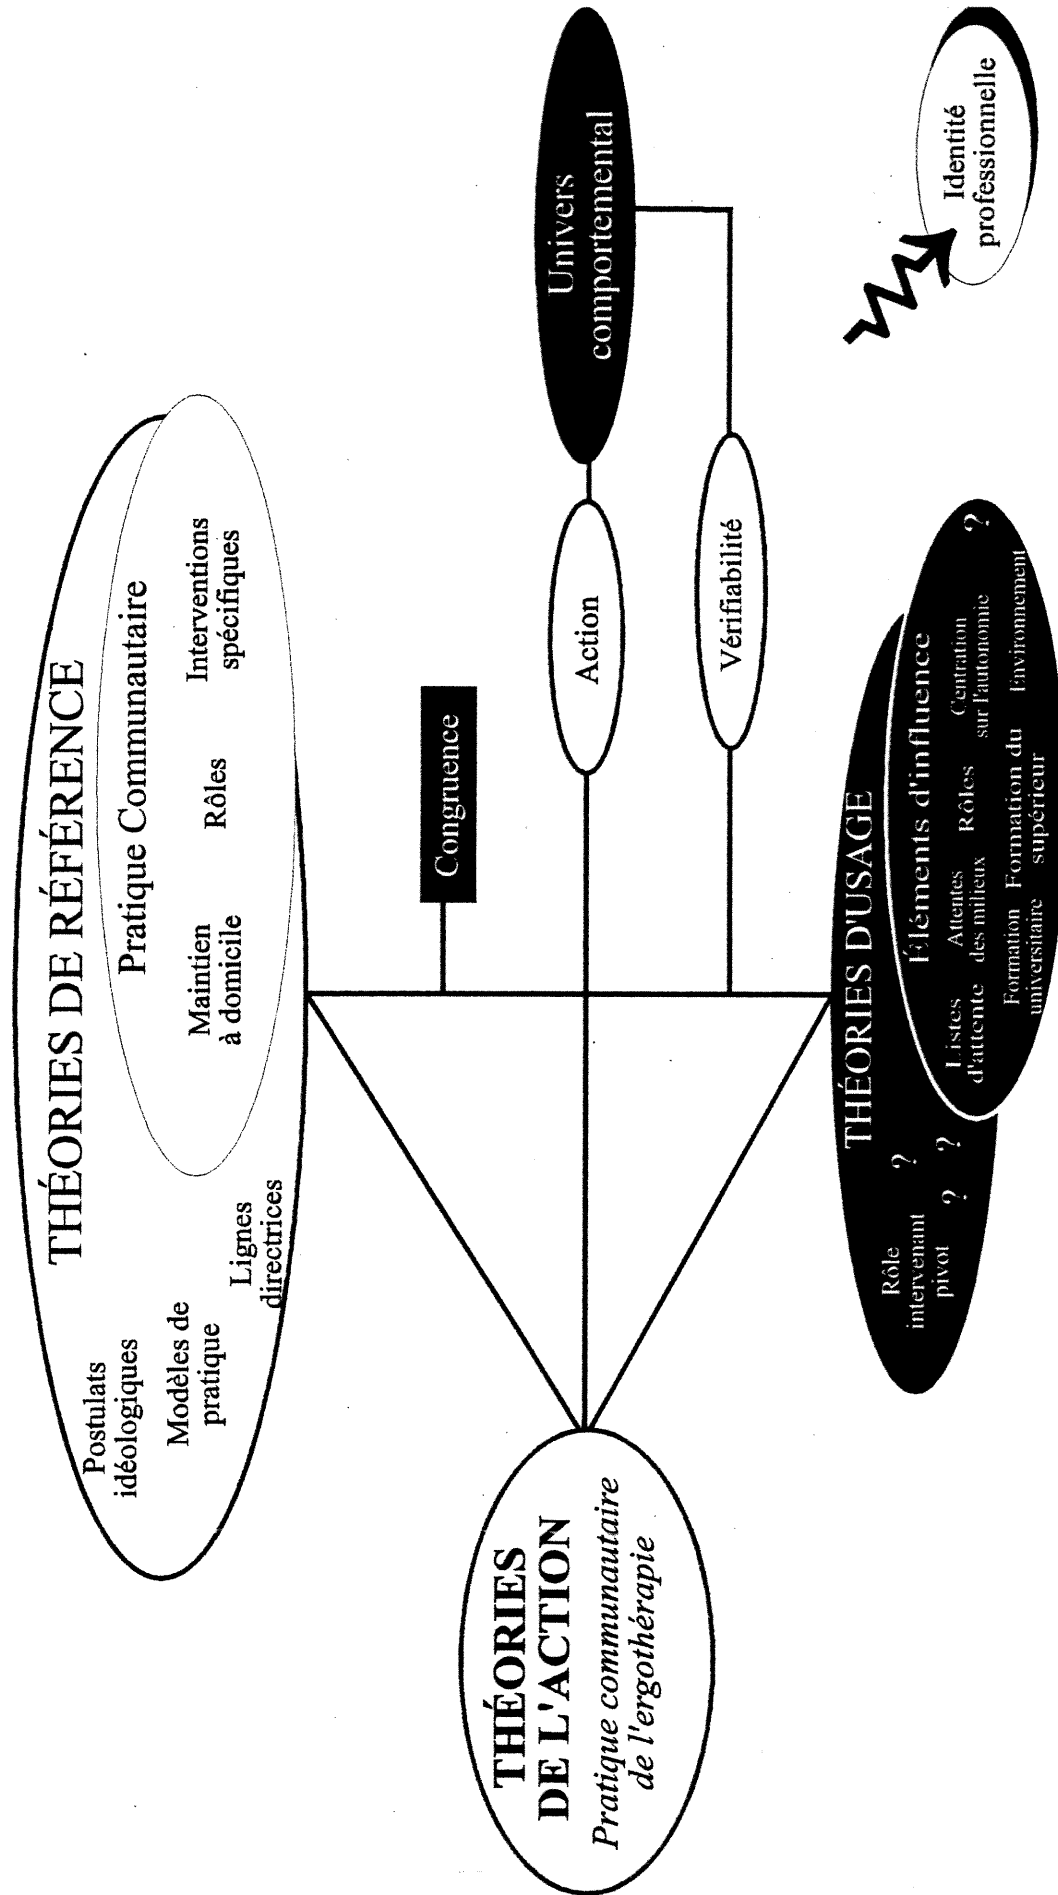 THÉORIES DE RÉFÉRENCE
Postulats
idéologiques
Modèles de
pratique
Lignes
directrices
Pratique Communautaire
Maintien
à domicile
Rôles
Interventions
spécifiques
Congruence
THÉORIES
DE L'ACTION
Pratique communautaire
de l'ergothérapie
Action
Univers
comportemental
Vérifiabilité
THÉORIES D'USAGE
Rôle
intervenant
pivot
?
?
?
Éléments d'influence
Listes
d'attente
Attentes
des milieux
Rôles
Centration
sur l'autonomie
?
Formation
universitaire
Formation du
supérieur
Environnement
Identité
professionnelle